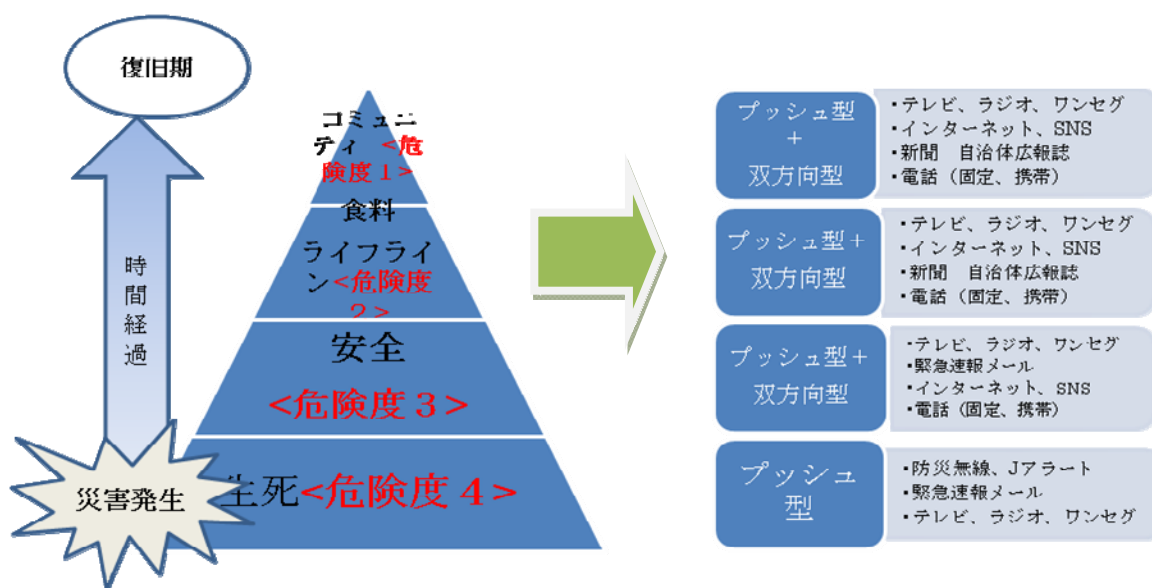 復旧期
時
間
経
過
災害発生
コミュニ
ティ <危
険度１>
食料
ライフライ
ン<危険度
２>
安全
<危険度３>
生死<危険度４>
プッシュ型
+
双方向型
・テレビ、ラジオ、ワンセグ
・インターネット、SNS
・新聞　自治体広報誌
・電話（固定、携帯）
プッシュ型＋
双方向型
・テレビ、ラジオ、ワンセグ
・インターネット、SNS
・新聞　自治体広報誌
・電話（固定、携帯）
プッシュ型＋
双方向型
・テレビ、ラジオ、ワンセグ
・緊急速報メール
・インターネット、SNS
・電話（固定、携帯）
プッシュ
型
・防災無線、Jアラート
・緊急速報メール
・テレビ、ラジオ、ワンセグ